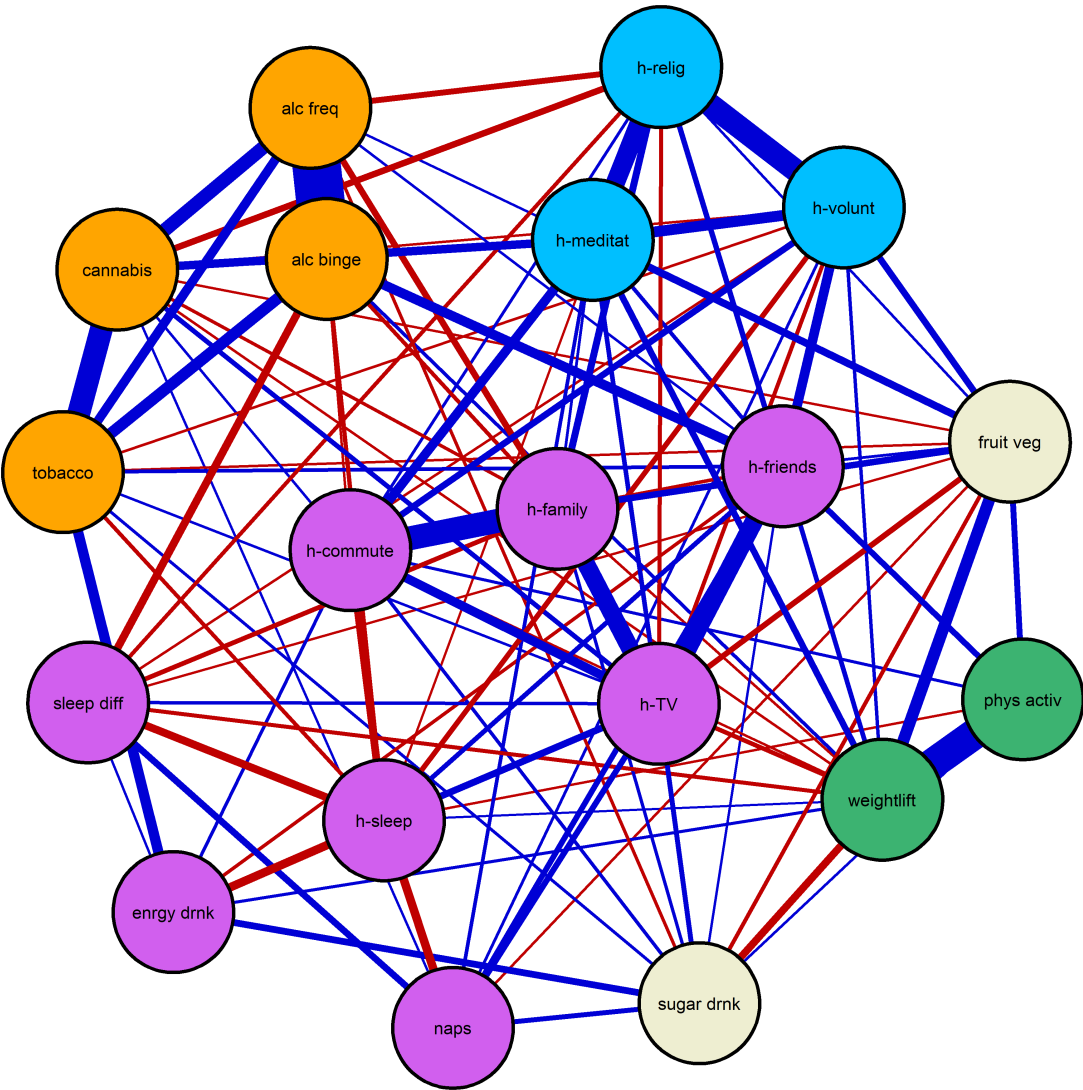 h-relig
alc freq
h-volunt
h-meditat
alc binge
cannabis
fruit veg
h-friends
tobacco
h-family
h-commute
phys activ
sleep diff
h-TV
weightlift
h-sleep
enrgy drnk
sugar drnk
naps